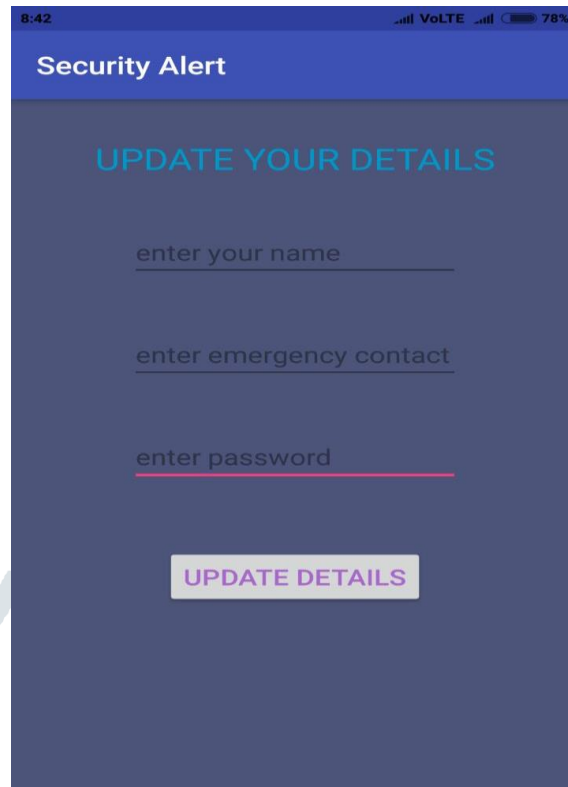 8:42 VoLTE 78%
Security Alert
UPDATE YOUR DETAILS
enter your name
enter emergency contact
enter password
UPDATE DETAILS